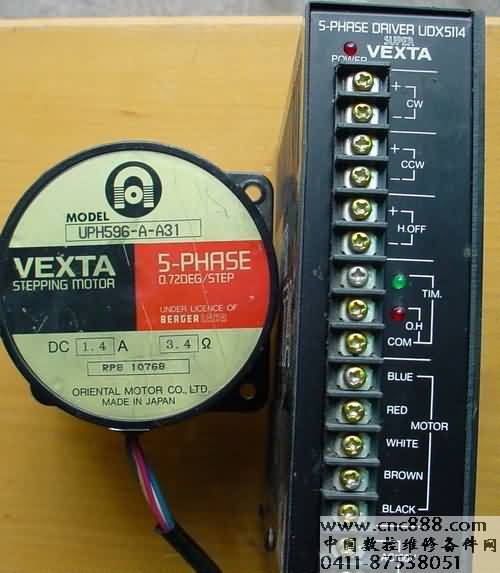 MODEL
UPH596-A-A31
VEXTA
STEPPING MOTOR
5-PHASE
0.72DEG/STEP
UNDER LICENCE OF
BERGER LAHR
DC 1.4 A 3.4 Ω
RPB 1076B
ORIENTAL MOTOR CO., LTD.
MADE IN JAPAN
5-PHASE DRIVER UDX5114
SUPER
VEXTA
POWER
+
CW
-
+
CCW
-
+
H.OFF
-
TIM.
O.H
COM
BLUE
RED
WHITE
MOTOR
BROWN
BLACK
www.cnc888.com
中国数控维修备件网
0411-87538051